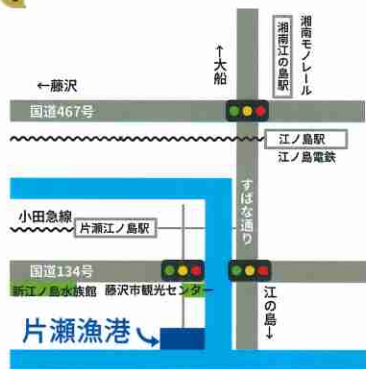 湘南モノレール
湘南江の島駅
↑大船
←藤沢
国道467号
江ノ島駅
江ノ島電鉄
すばな通り
小田急線
片瀬江ノ島駅
国道134号
新江ノ島水族館
藤沢市観光センター
江の島↓
片瀬漁港